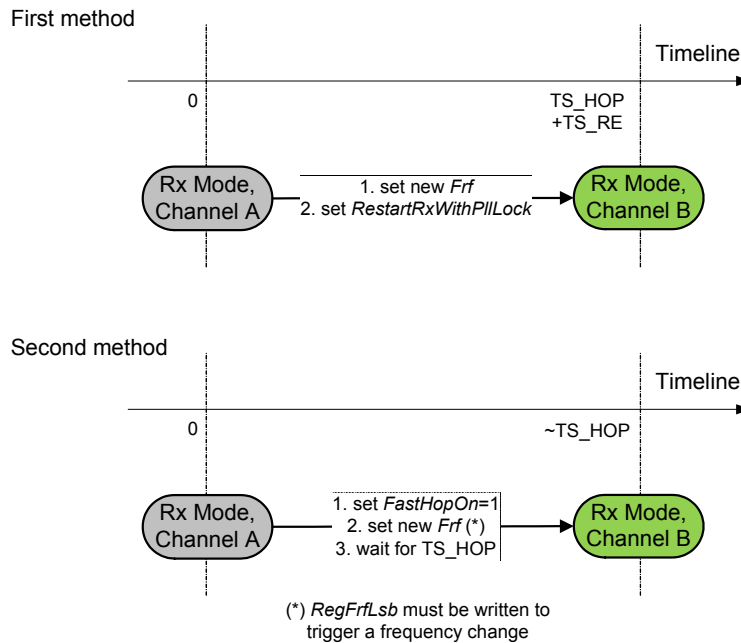 First method
Timeline
0
TS_HOP
+TS_RE
Rx Mode,
Channel A
1. set new Frf
2. set RestartRxWithPllLock
Rx Mode,
Channel B
Second method
Timeline
0
~TS_HOP
Rx Mode,
Channel A
1. set FastHopOn=1
2. set new Frf (*)
3. wait for TS_HOP
Rx Mode,
Channel B
(*) RegFrfLsb must be written to
trigger a frequency change